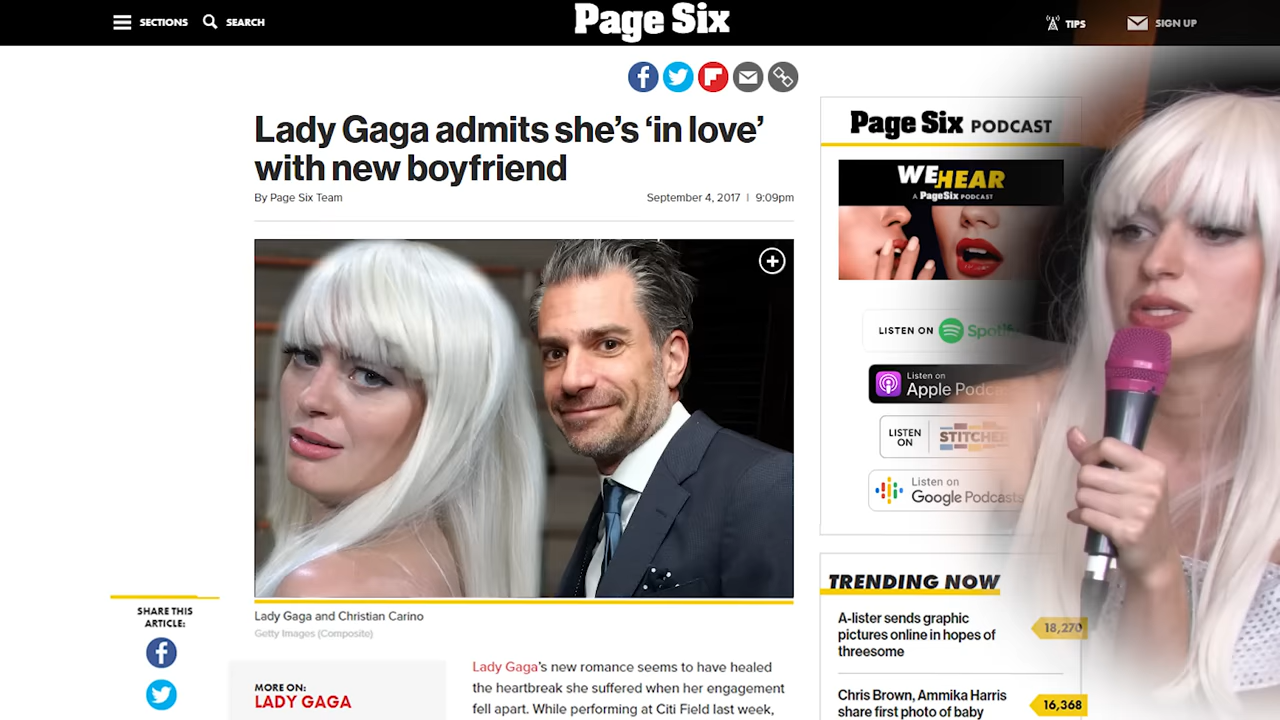 SECTIONS
SEARCH
Page Six
TIPS
SIGN UP
Lady Gaga admits she's 'in love'
with new boyfriend
By Page Six Team
September 4, 2017 | 9:09pm
Lady Gaga and Christian Carino
Getty Images (Composite)
SHARE THIS
ARTICLE:
MORE ON:
LADY GAGA
Lady Gaga's new romance seems to have healed
the heartbreak she suffered when her engagement
fell apart. While performing at Citi Field last week,
Page Six PODCAST
WE HEAR
A PageSix PODCAST
LISTEN ON Spotify
Listen on
Apple Podcasts
LISTEN
ON
STITCHER
Listen on
Google Podcasts
TRENDING NOW
A-lister sends graphic
pictures online in hopes of
threesome
18,270
Chris Brown, Ammika Harris
share first photo of baby
16,368